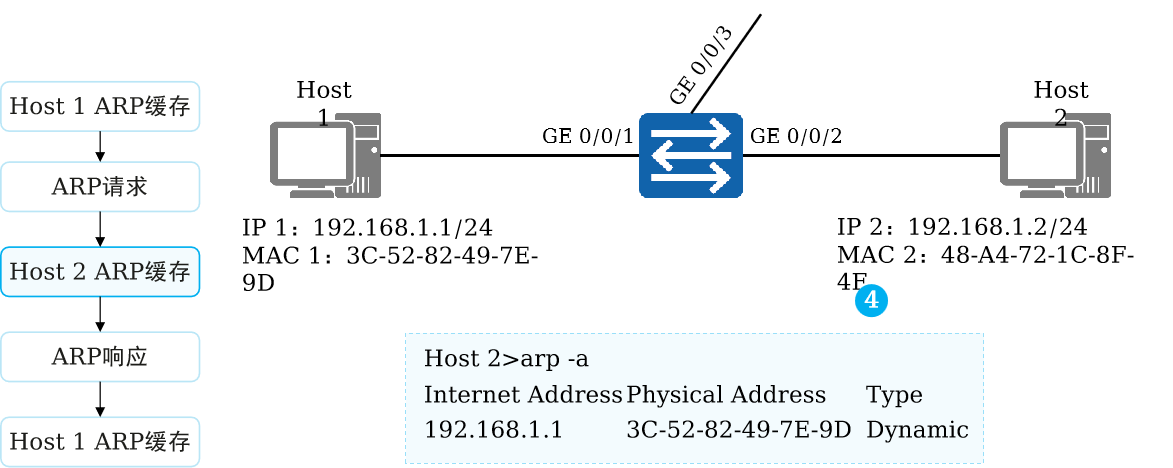 Host 1 ARP缓存
ARP请求
Host 2 ARP缓存
ARP响应
Host 1 ARP缓存
Host
1
GE 0/0/1
GE 0/0/3
GE 0/0/2
Host
2
IP 1：192.168.1.1/24
MAC 1：3C-52-82-49-7E-
9D
IP 2：192.168.1.2/24
MAC 2：48-A4-72-1C-8F-
4F
4
Host 2>arp -a
Internet Address Physical Address Type
192.168.1.1 3C-52-82-49-7E-9D Dynamic